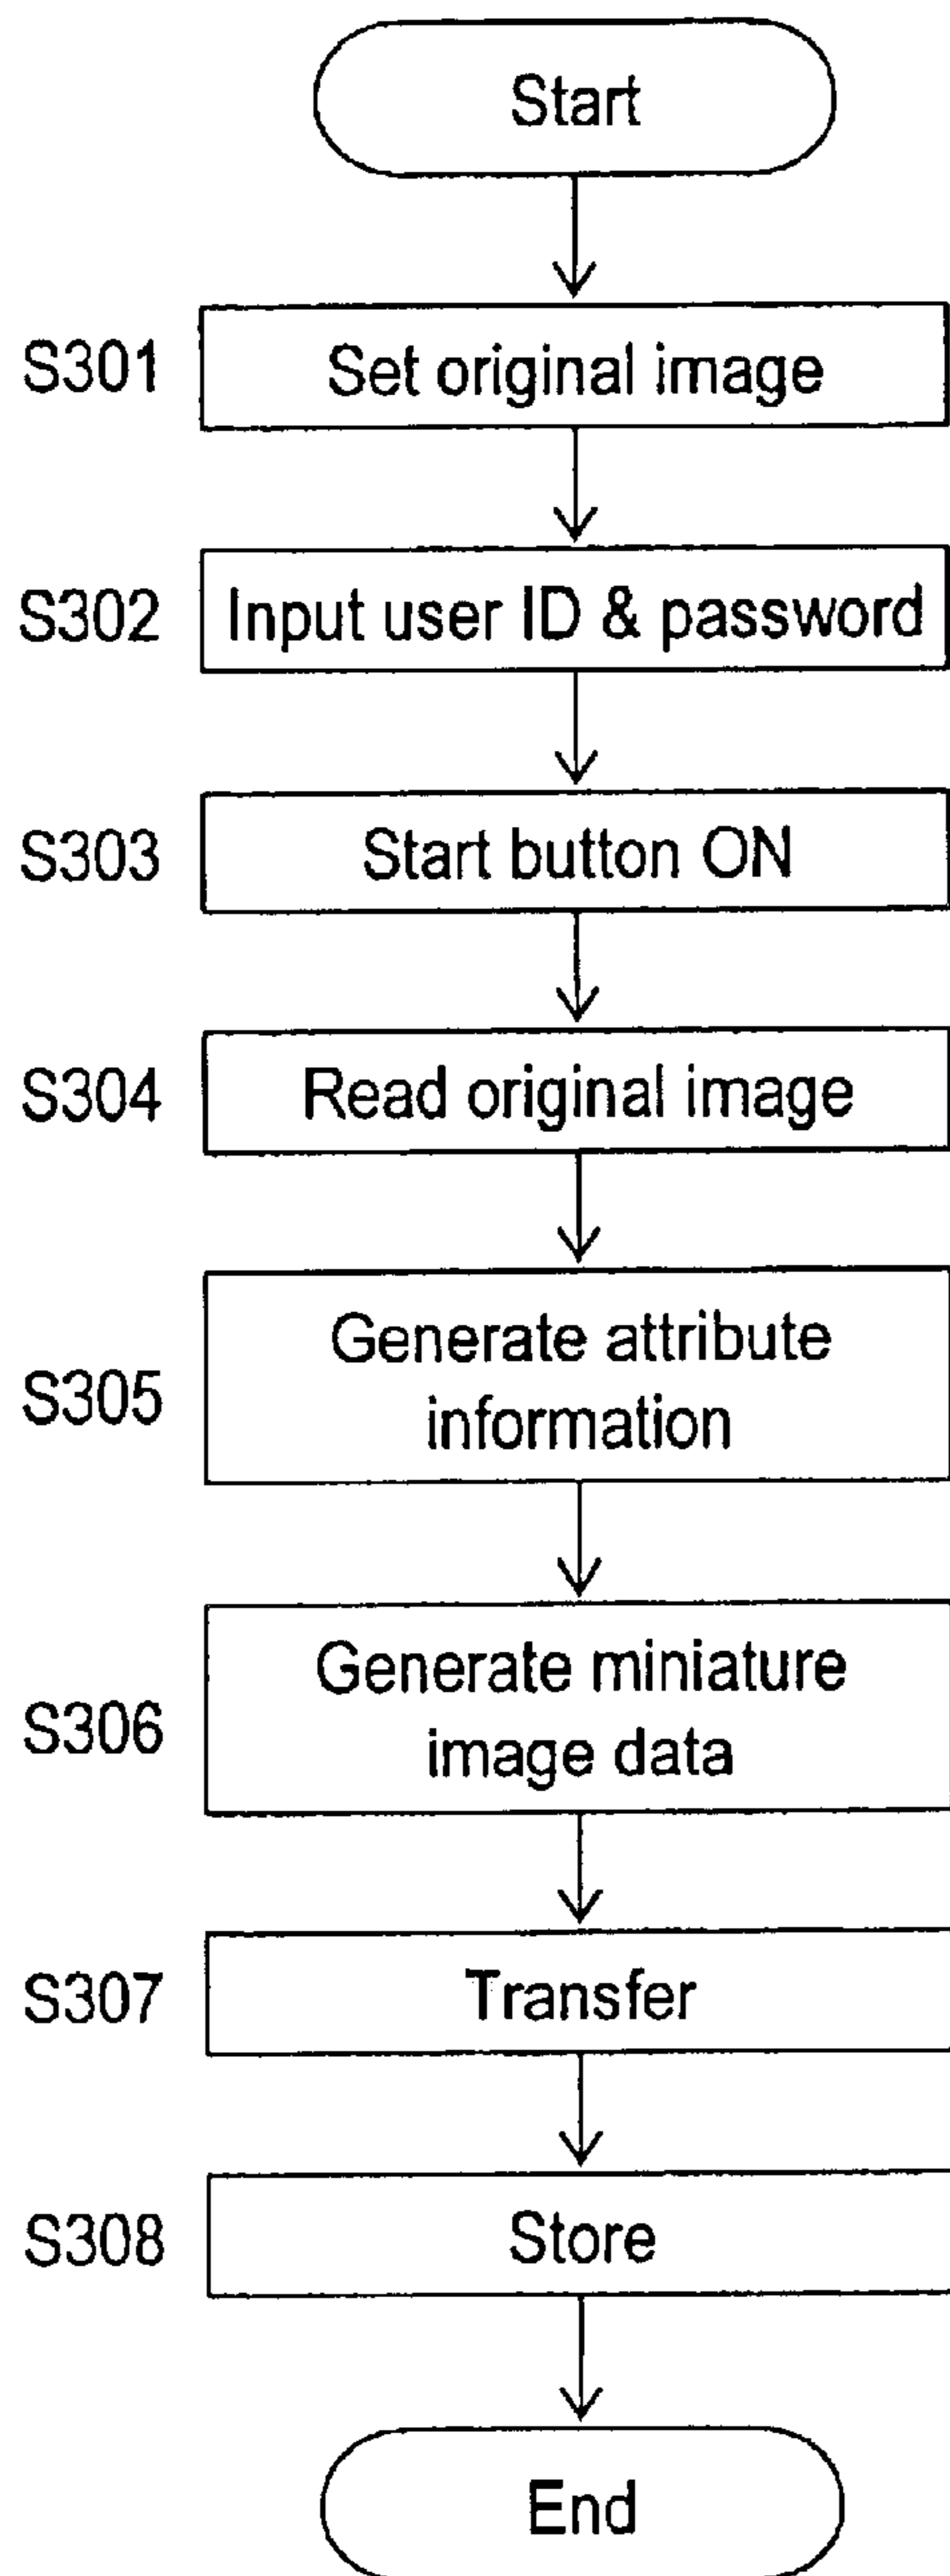 Start
S301 Set original image
S302 Input user ID & password
S303 Start button ON
S304 Read original image
S305 Generate attribute
information
S306 Generate miniature
image data
S307 Transfer
S308 Store
End